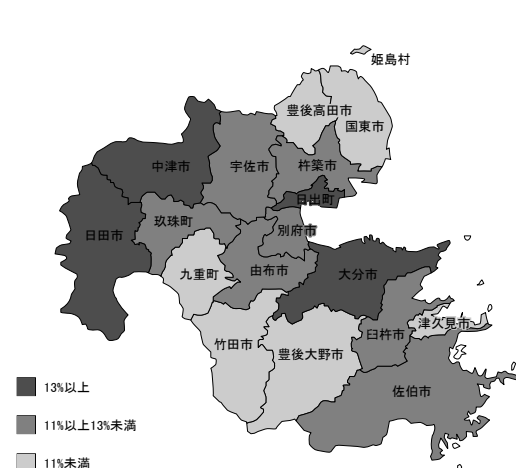 姫島村
豊後高田市
国東市
中津市
宇佐市
杵築市
日出町
玖珠町
別府市
日田市
九重町
由布市
大分市
津久見市
臼杵市
竹田市
豊後大野市
佐伯市
13%以上
11%以上13%未満
11%未満